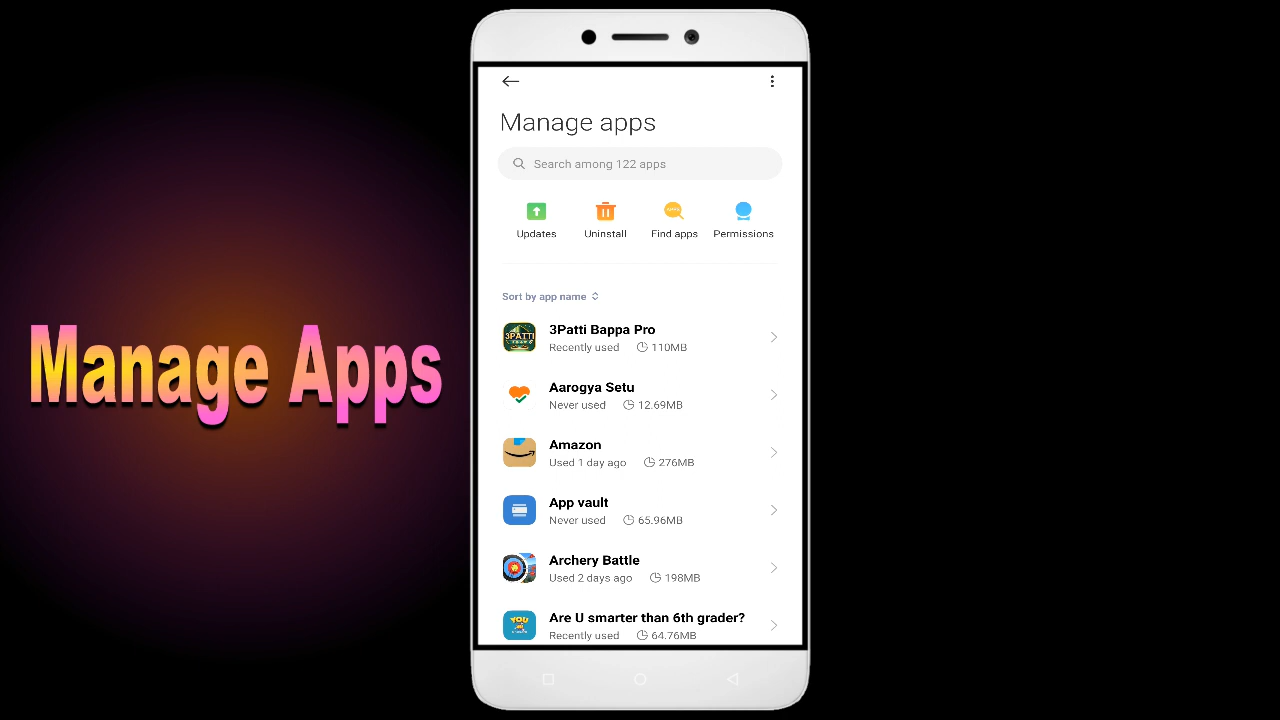 Manage Apps
Manage apps
Search among 122 apps
Updates
Uninstall
Find apps
Permissions
Sort by app name
3PATTI
3Patti Bappa Pro
Recently used 110MB
Aarogya Setu
Never used 12.69MB
Amazon
Used 1 day ago 276MB
App vault
Never used 65.96MB
Archery Battle
Used 2 days ago 198MB
YOU
Are U smarter than 6th grader?
Recently used 64.76MB